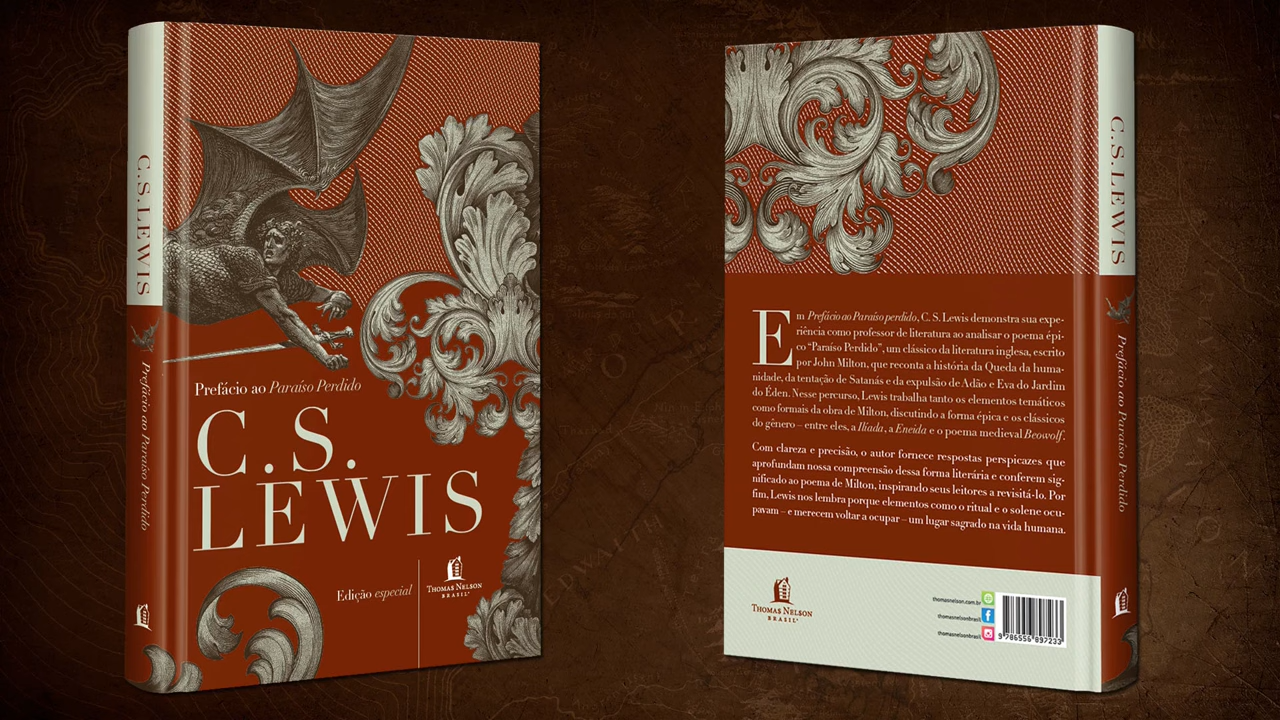 C.S.LEWIS
Prefácio ao Paraíso Perdido
Prefácio ao Paraíso Perdido
C. S.
LEWIS
Edição especial
THOMAS NELSON
BRASIL®
Em Prefácio ao Paraíso perdido, C. S. Lewis demonstra sua expe-
riência como professor de literatura ao analisar o poema épi-
co “Paraíso Perdido”, um clássico da literatura inglesa, escrito
por John Milton, que reconta a história da Queda da huma-
nidade, da tentação de Satanás e da expulsão de Adão e Eva do Jardim
do Éden. Nesse percurso, Lewis trabalha tanto os elementos temáticos
como formais da obra de Milton, discutindo a forma épica e os clássicos
do gênero – entre eles, a Ilíada, a Eneida e o poema medieval Beowolf.
Com clareza e precisão, o autor fornece respostas perspicazes que
aprofundam nossa compreensão dessa forma literária e conferem sig-
nificado ao poema de Milton, inspirando seus leitores a revisitá-lo. Por
fim, Lewis nos lembra porque elementos como o ritual e o solene ocu-
pavam – e merecem voltar a ocupar – um lugar sagrado na vida humana.
THOMAS NELSON
BRASIL®
thomasnelson.com.br
thomasnelsonbrasil
thomasnelsonbrasil
9 786556 897233
C.S.LEWIS
Prefácio ao Paraíso Perdido